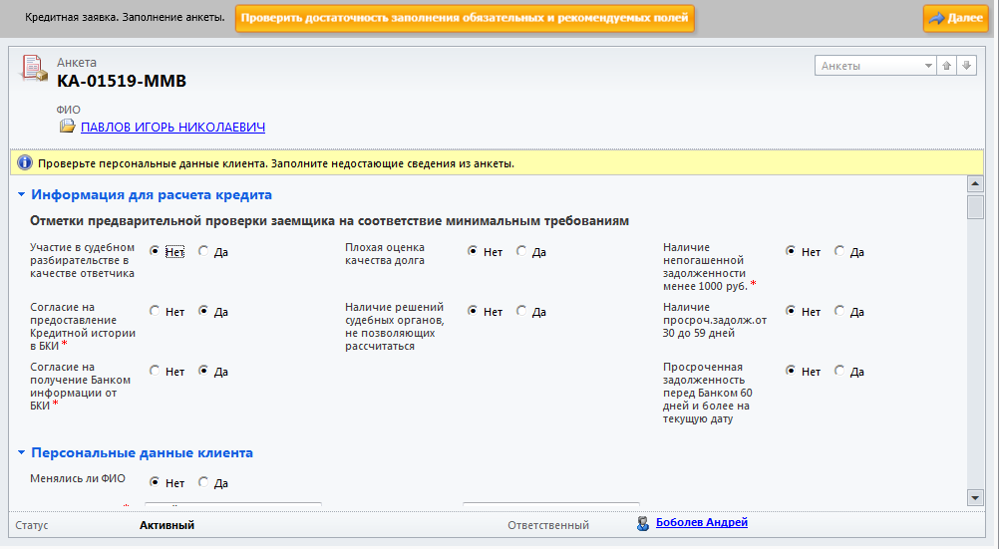 Кредитная заявка. Заполнение анкеты.
Проверить достаточность заполнения обязательных и рекомендуемых полей
Далее
Анкета
КА-01519-ММВ
Анкеты
ФИО
ПАВЛОВ ИГОРЬ НИКОЛАЕВИЧ
Проверьте персональные данные клиента. Заполните недостающие сведения из анкеты.
Информация для расчета кредита
Отметки предварительной проверки заемщика на соответствие минимальным требованиям
Участие в судебном
разбирательстве в
качестве ответчика
Нет Да
Плохая оценка
качества долга
Нет Да
Наличие
непогашенной
задолженности
менее 1000 руб. *
Нет Да
Согласие на
предоставление
Кредитной истории
в БКИ *
Нет Да
Наличие решений
судебных органов,
не позволяющих
рассчитаться
Нет Да
Наличие
просроч.задолж.от
30 до 59 дней
Нет Да
Согласие на
получение Банком
информации от
БКИ *
Нет Да
Просроченная
задолженность
перед Банком 60
дней и более на
текущую дату
Нет Да
Персональные данные клиента
Менялись ли ФИО
Нет Да
Статус
Активный
Ответственный
Боболев Андрей